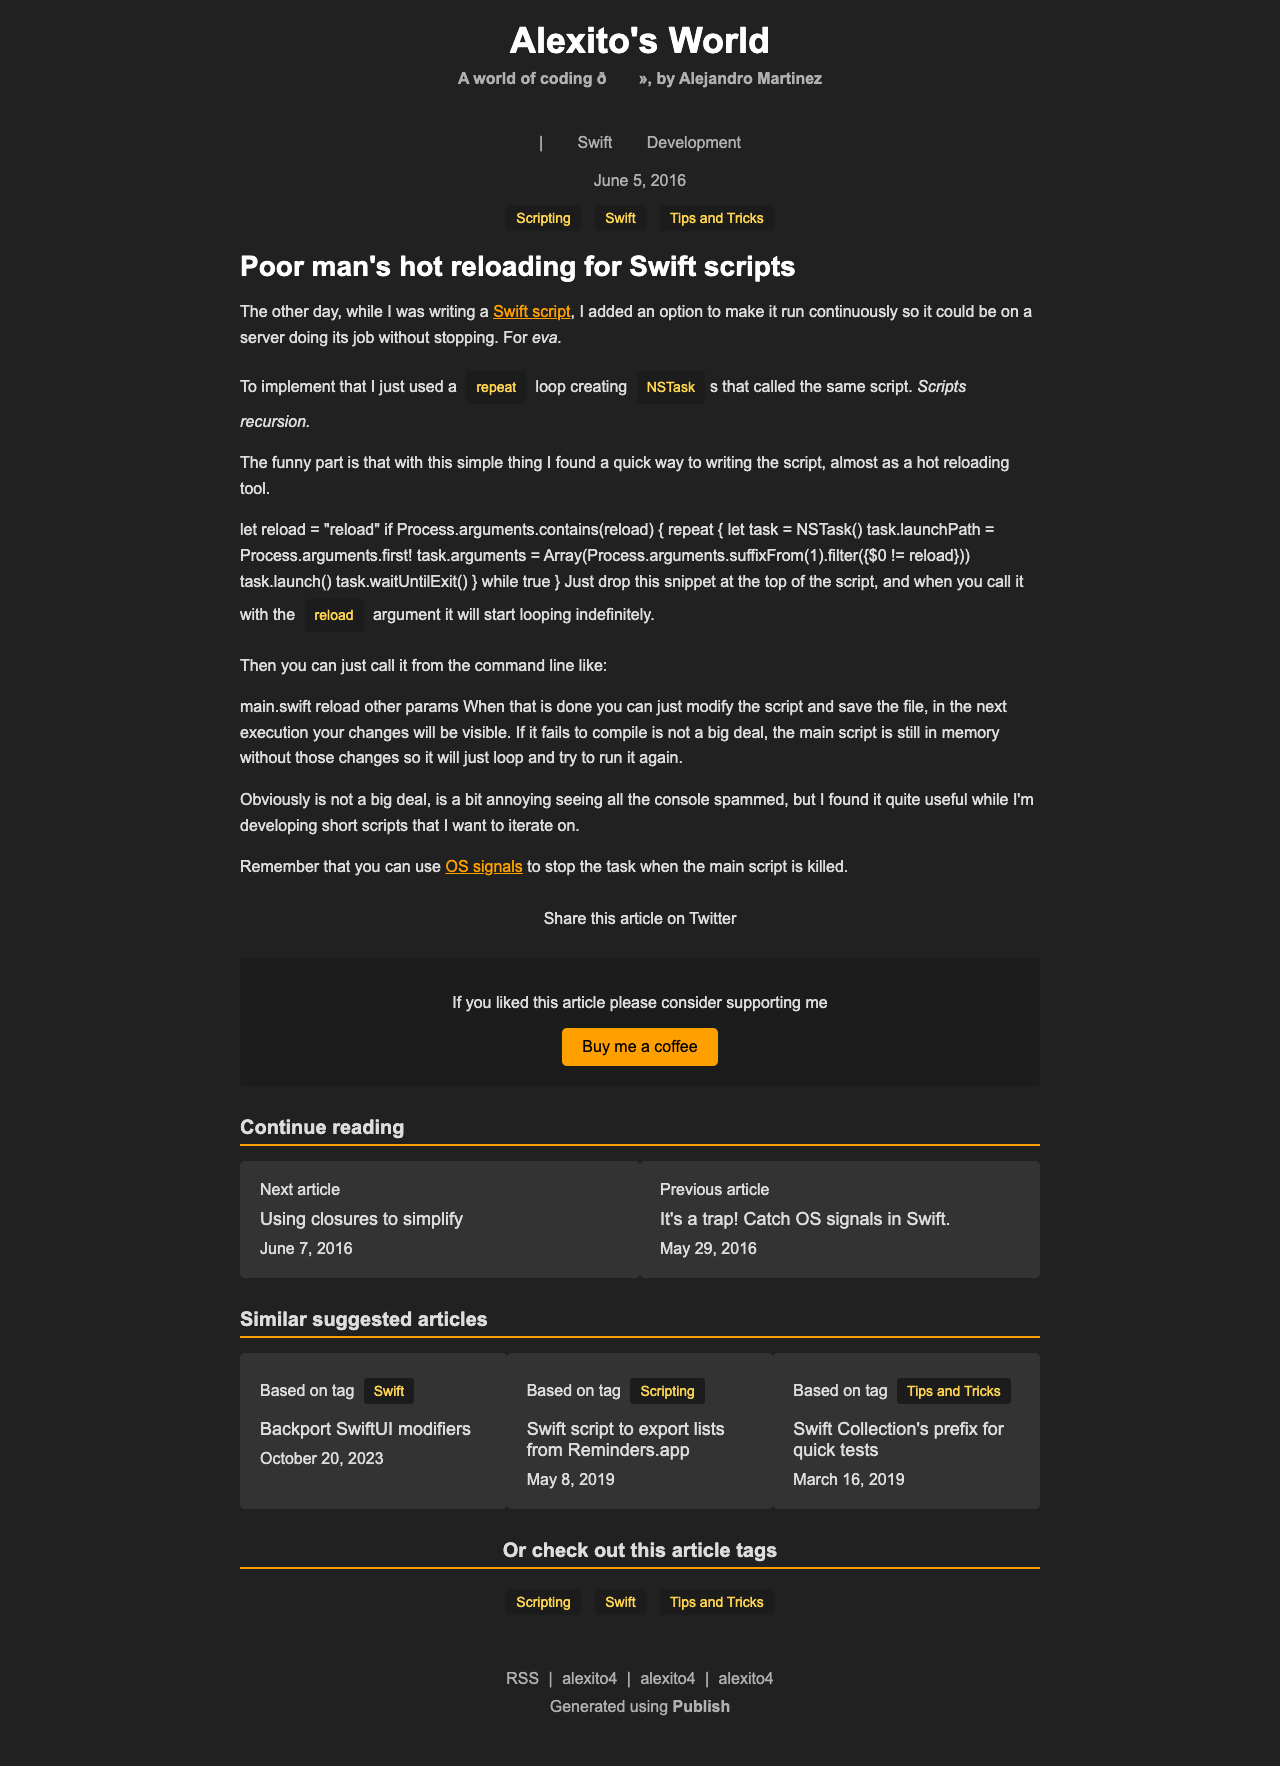 Alexito's World
A world of coding ð »‚ by Alejandro Martinez
| Swift Development
June 5, 2016
Scripting Swift Tips and Tricks
Poor man's hot reloading for Swift scripts
The other day, while I was writing a Swift script, I added an option to make it run continuously so it could be on a
server doing its job without stopping. For eva.
To implement that I just used a repeat loop creating NSTask s that called the same script. Scripts
recursion.
The funny part is that with this simple thing I found a quick way to writing the script, almost as a hot reloading
tool.
let reload = "reload" if Process.arguments.contains(reload) { repeat { let task = NSTask() task.launchPath =
Process.arguments.first! task.arguments = Array(Process.arguments.suffixFrom(1).filter({$0 != reload}))
task.launch() task.waitUntilExit() } while true } Just drop this snippet at the top of the script, and when you call it
with the reload argument it will start looping indefinitely.
Then you can just call it from the command line like:
main.swift reload other params When that is done you can just modify the script and save the file, in the next
execution your changes will be visible. If it fails to compile is not a big deal, the main script is still in memory
without those changes so it will just loop and try to run it again.
Obviously is not a big deal, is a bit annoying seeing all the console spammed, but I found it quite useful while I'm
developing short scripts that I want to iterate on.
Remember that you can use OS signals to stop the task when the main script is killed.
Share this article on Twitter
If you liked this article please consider supporting me
Buy me a coffee
Continue reading
Next article
Using closures to simplify
June 7, 2016
Previous article
It's a trap! Catch OS signals in Swift.
May 29, 2016
Similar suggested articles
Based on tag Swift
Backport SwiftUI modifiers
October 20, 2023
Based on tag Scripting
Swift script to export lists
from Reminders.app
May 8, 2019
Based on tag Tips and Tricks
Swift Collection's prefix for
quick tests
March 16, 2019
Or check out this article tags
Scripting Swift Tips and Tricks
RSS | alexito4 | alexito4 | alexito4
Generated using Publish